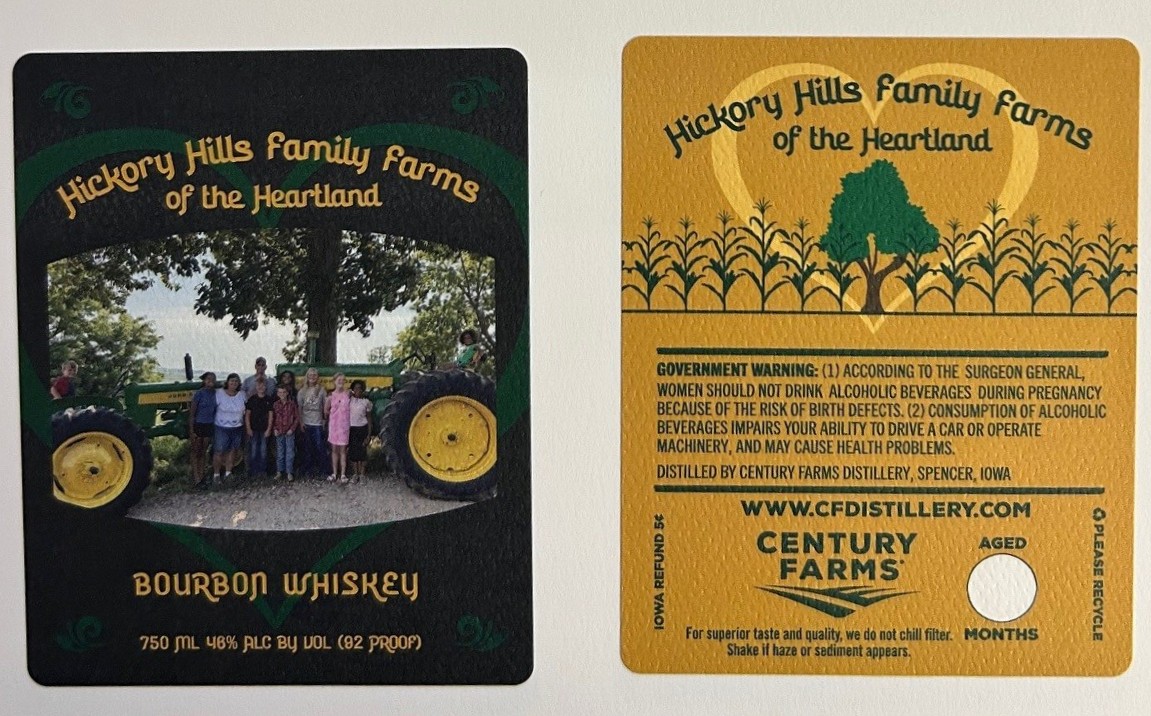 Hickory Hills Family Farms
of the Heartland
BOURBON WHISKEY
750 ML 46% ALC BY VOL (92 PROOF)
Hickory Hills Family Farms
of the Heartland
GOVERNMENT WARNING: (1) ACCORDING TO THE SURGEON GENERAL,
WOMEN SHOULD NOT DRINK ALCOHOLIC BEVERAGES DURING PREGNANCY
BECAUSE OF THE RISK OF BIRTH DEFECTS. (2) CONSUMPTION OF ALCOHOLIC
BEVERAGES IMPAIRS YOUR ABILITY TO DRIVE A CAR OR OPERATE
MACHINERY, AND MAY CAUSE HEALTH PROBLEMS.
DISTILLED BY CENTURY FARMS DISTILLERY, SPENCER, IOWA
WWW.CFDISTILLERY.COM
IOWA REFUND 5¢
CENTURY
FARMS
AGED
MONTHS
PLEASE RECYCLE
For superior taste and quality, we do not chill filter.
Shake if haze or sediment appears.